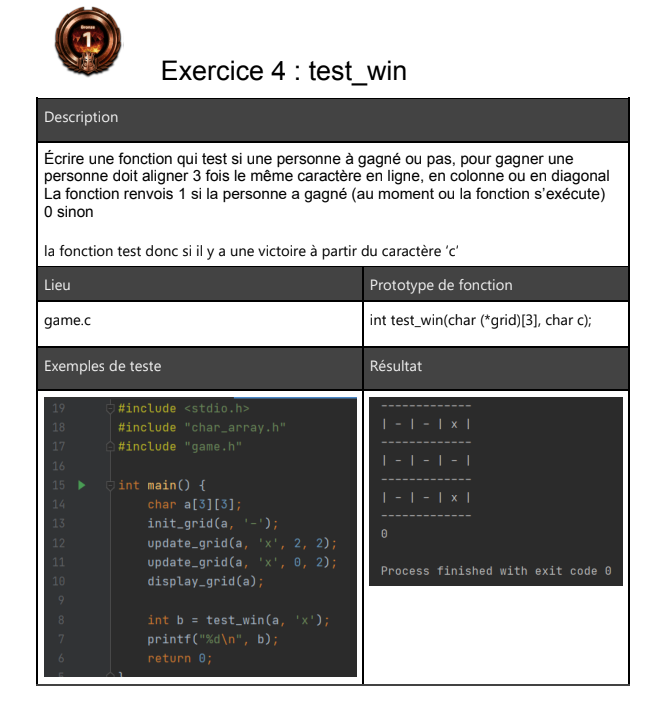 1
Exercice 4 : test_win
Description
Écrire une fonction qui test si une personne à gagné ou pas, pour gagner une
personne doit aligner 3 fois le même caractère en ligne, en colonne ou en diagonal
La fonction renvois 1 si la personne a gagné (au moment ou la fonction s'exécute)
0 sinon
la fonction test donc si il y a une victoire à partir du caractère 'c'
Lieu
Prototype de fonction
game.c
int test_win(char (*grid)[3], char c);
Exemples de teste
Résultat
19 #include <stdio.h>
18 #include "char_array.h"
17 #include "game.h"
16
15 int main() {
14 char a[3][3];
13 init_grid(a, '-');
12 update_grid(a, 'x', 2, 2);
11 update_grid(a, 'x', 0, 2);
10 display_grid(a);
9
8 int b = test_win(a, 'x');
7 printf("%d\n", b);
6 return 0;
-------------
| - | - | x |
-------------
| - | - | - |
-------------
| - | - | x |
-------------
0
Process finished with exit code 0